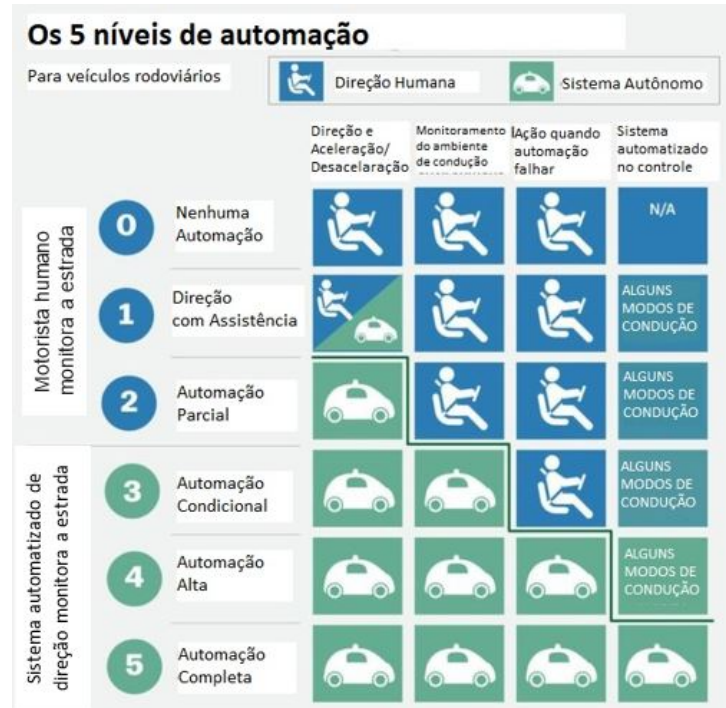 Os 5 níveis de automação
Para veículos rodoviários
Direção Humana
Sistema Autônomo
Direção e
Aceleração/
Desacelaração
Monitoramento
do ambiente
de condução
Ação quando
automação
falhar
Sistema
automatizado
no controle
Motorista humano
monitora a estrada
0
Nenhuma
Automação
N/A
1
Direção
com Assistência
ALGUNS
MODOS DE
CONDUÇÃO
2
Automação
Parcial
ALGUNS
MODOS DE
CONDUÇÃO
Sistema automatizado de
direção monitora a estrada
3
Automação
Condicional
ALGUNS
MODOS DE
CONDUÇÃO
4
Automação
Alta
ALGUNS
MODOS DE
CONDUÇÃO
5
Automação
Completa